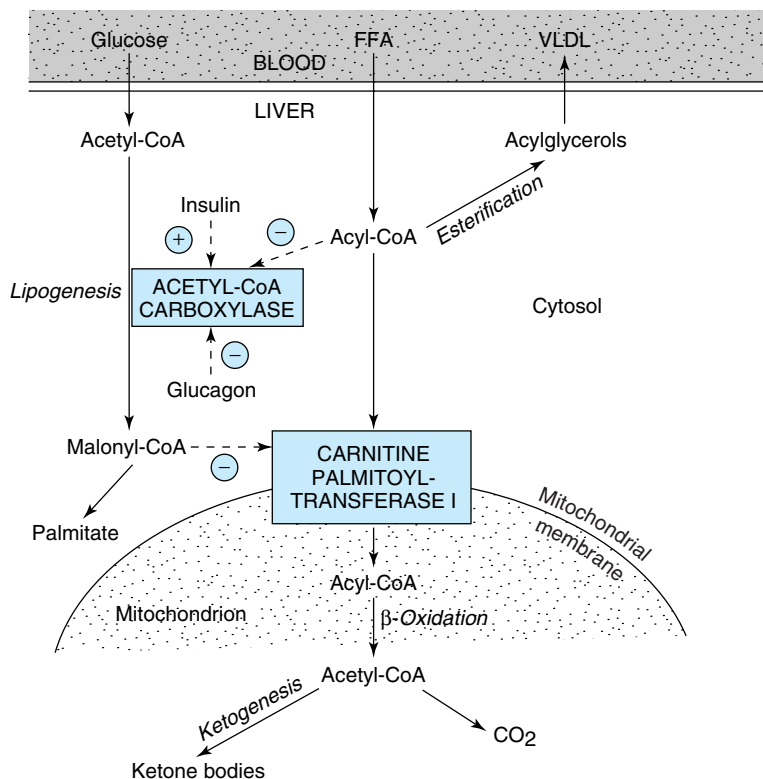 Glucose
FFA
VLDL
BLOOD
LIVER
Acetyl-CoA
Acylglycerols
Esterification
Insulin
+
−
Acyl-CoA
Lipogenesis
ACETYL-CoA
CARBOXYLASE
Cytosol
−
Glucagon
Malonyl-CoA
−
CARNITINE
PALMITOYL-
TRANSFERASE I
Mitochondrial
membrane
Palmitate
Acyl-CoA
Mitochondrion
β-Oxidation
Acetyl-CoA
Ketogenesis
CO2
Ketone bodies